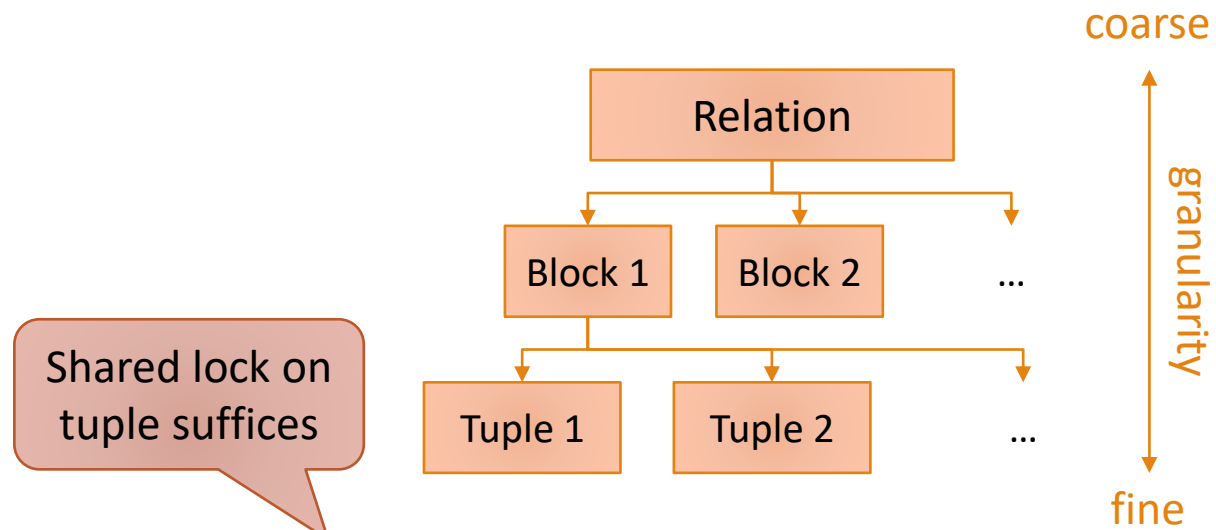 coarse
Relation
granularity
Block 1
Block 2
...
Shared lock on
tuple suffices
Tuple 1
Tuple 2
...
fine